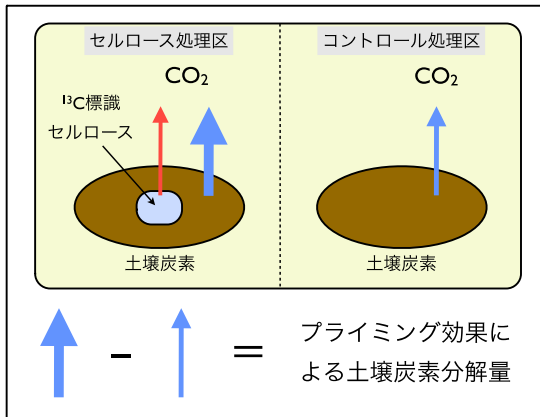 セルロース処理区
コントロール処理区
CO₂
CO₂
¹³C標識
セルロース
土壌炭素
土壌炭素
− = プライミング効果に
よる土壌炭素分解量